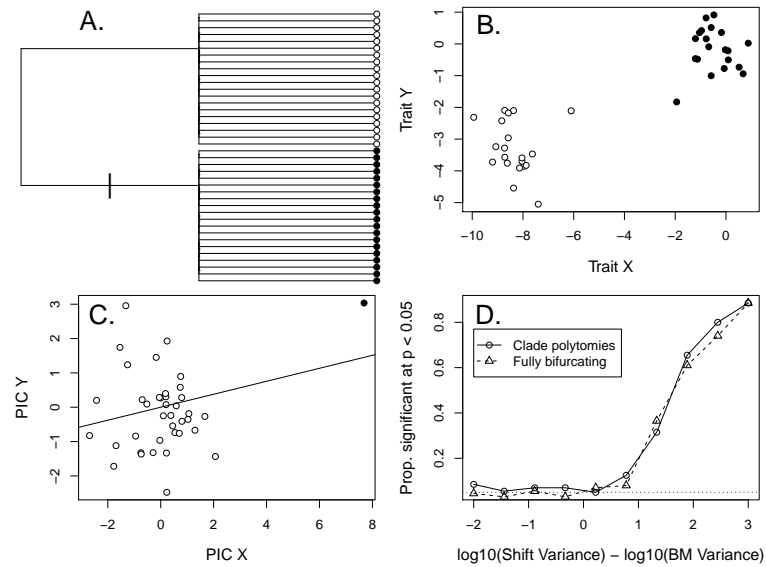 A.
B.
1
0
−1
−2
−3
−4
−5
Trait Y
−10 −8 −6 −4 −2 0
Trait X
C.
3
2
1
0
−1
−2
PIC Y
−2 0 2 4 6 8
PIC X
D.
Clade polytomies
Fully bifurcating
0.8
0.6
0.4
0.2
Prop. significant at p < 0.05
−2 −1 0 1 2 3
log10(Shift Variance) − log10(BM Variance)